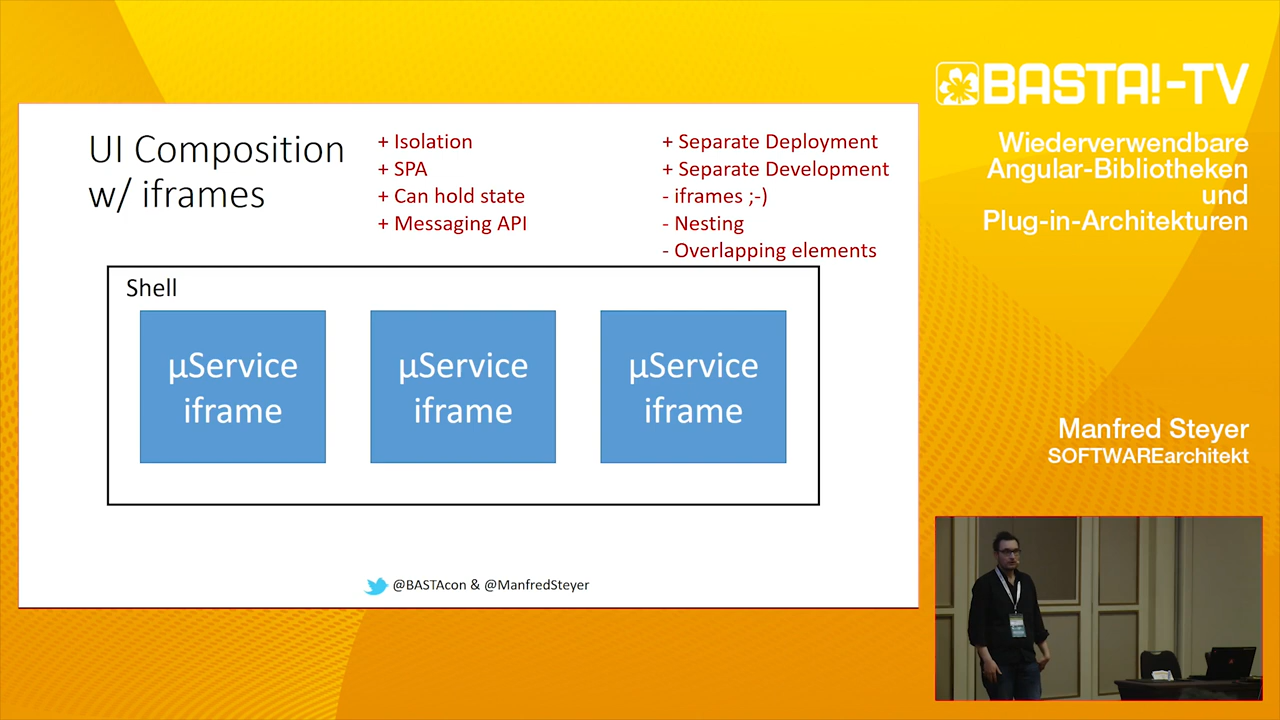 BASTA!-TV
Wiederverwendbare
Angular-Bibliotheken
und
Plug-in-Architekturen
UI Composition
w/ iframes
+ Isolation
+ SPA
+ Can hold state
+ Messaging API
+ Separate Deployment
+ Separate Development
- iframes ;-)
- Nesting
- Overlapping elements
Shell
µService
iframe
µService
iframe
µService
iframe
@BASTAcon & @ManfredSteyer
Manfred Steyer
SOFTWAREarchitekt